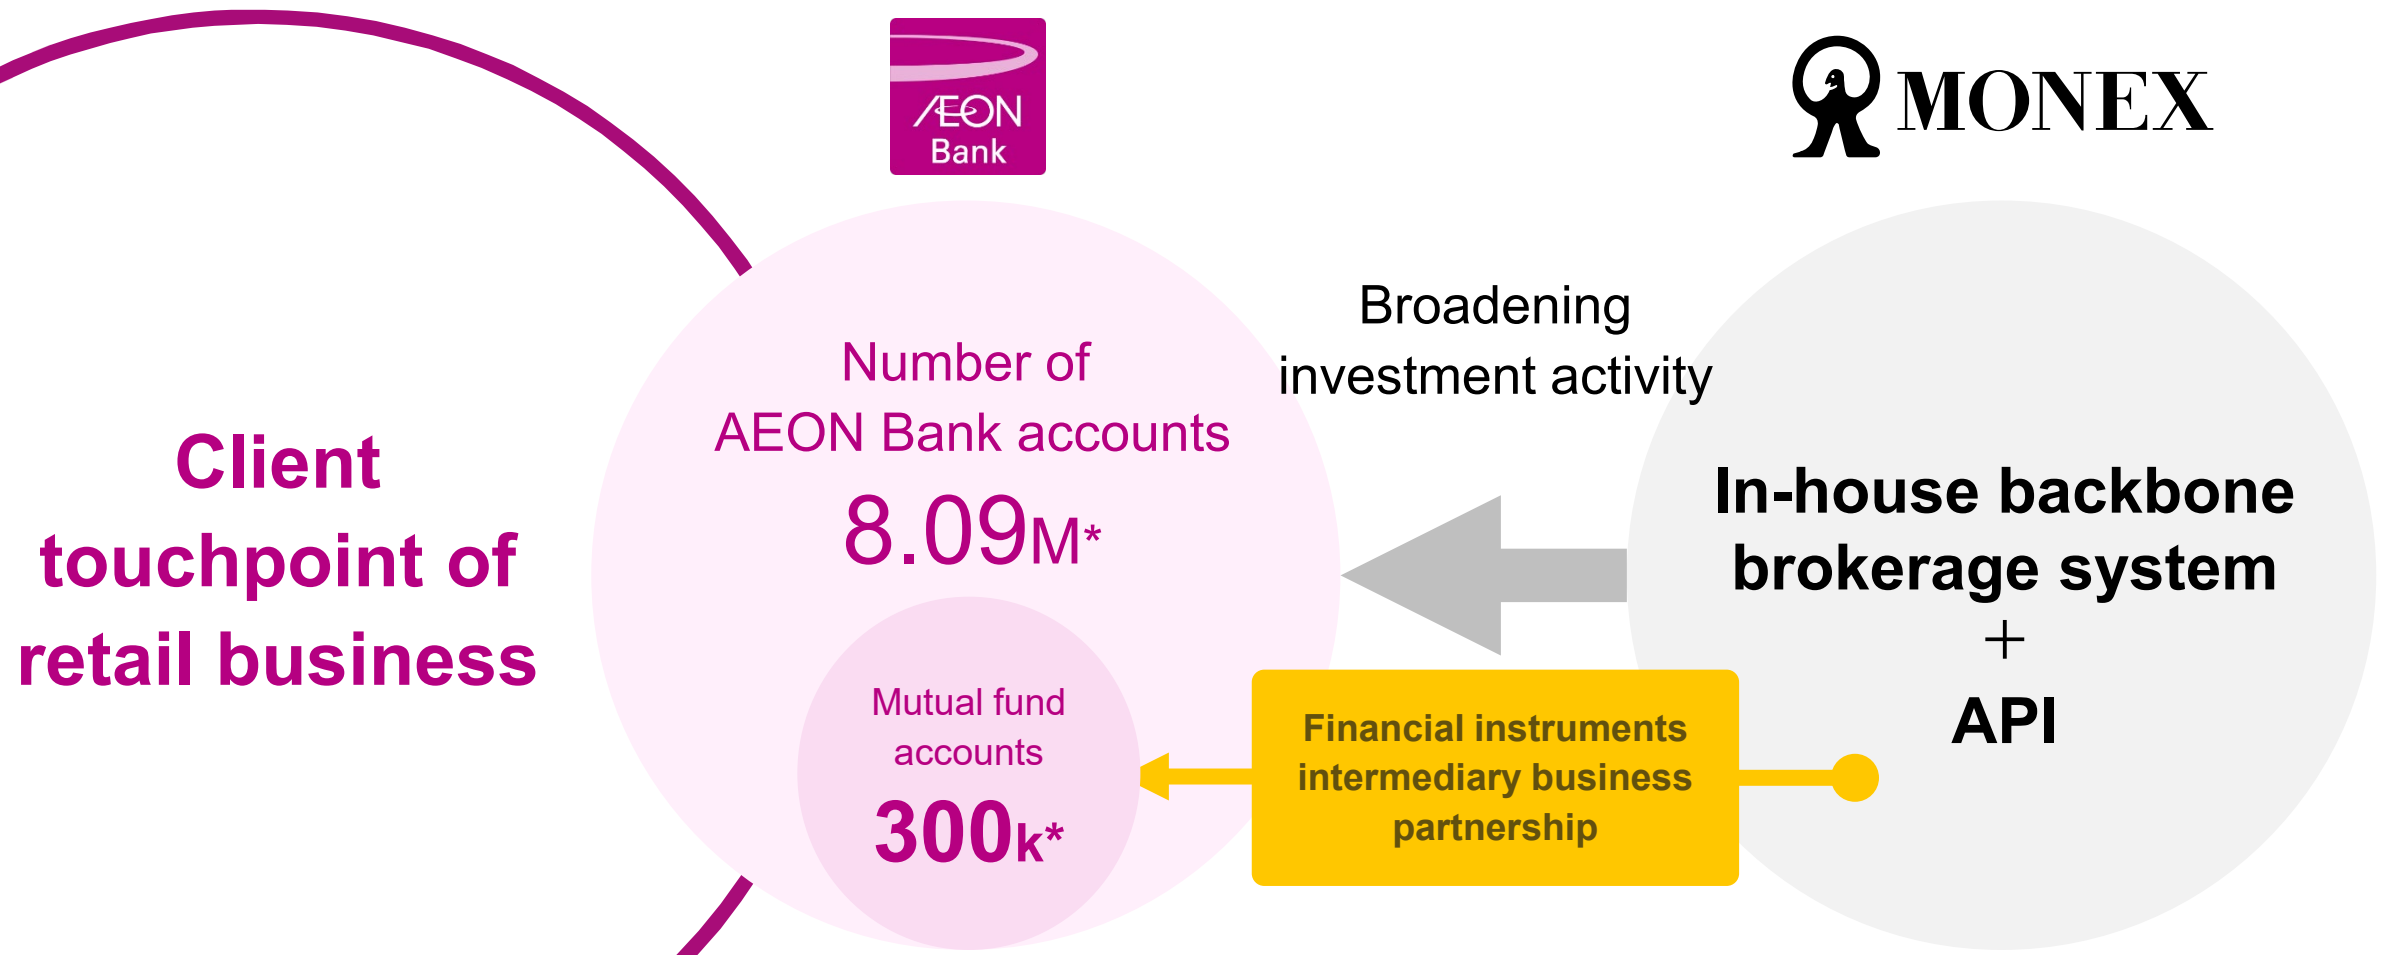 ÆON
Bank
MONEX
Client
touchpoint of
retail business
Number of
AEON Bank accounts
8.09M*
Mutual fund
accounts
300k*
Broadening
investment activity
Financial instruments
intermediary business
partnership
In-house backbone
brokerage system
+
API